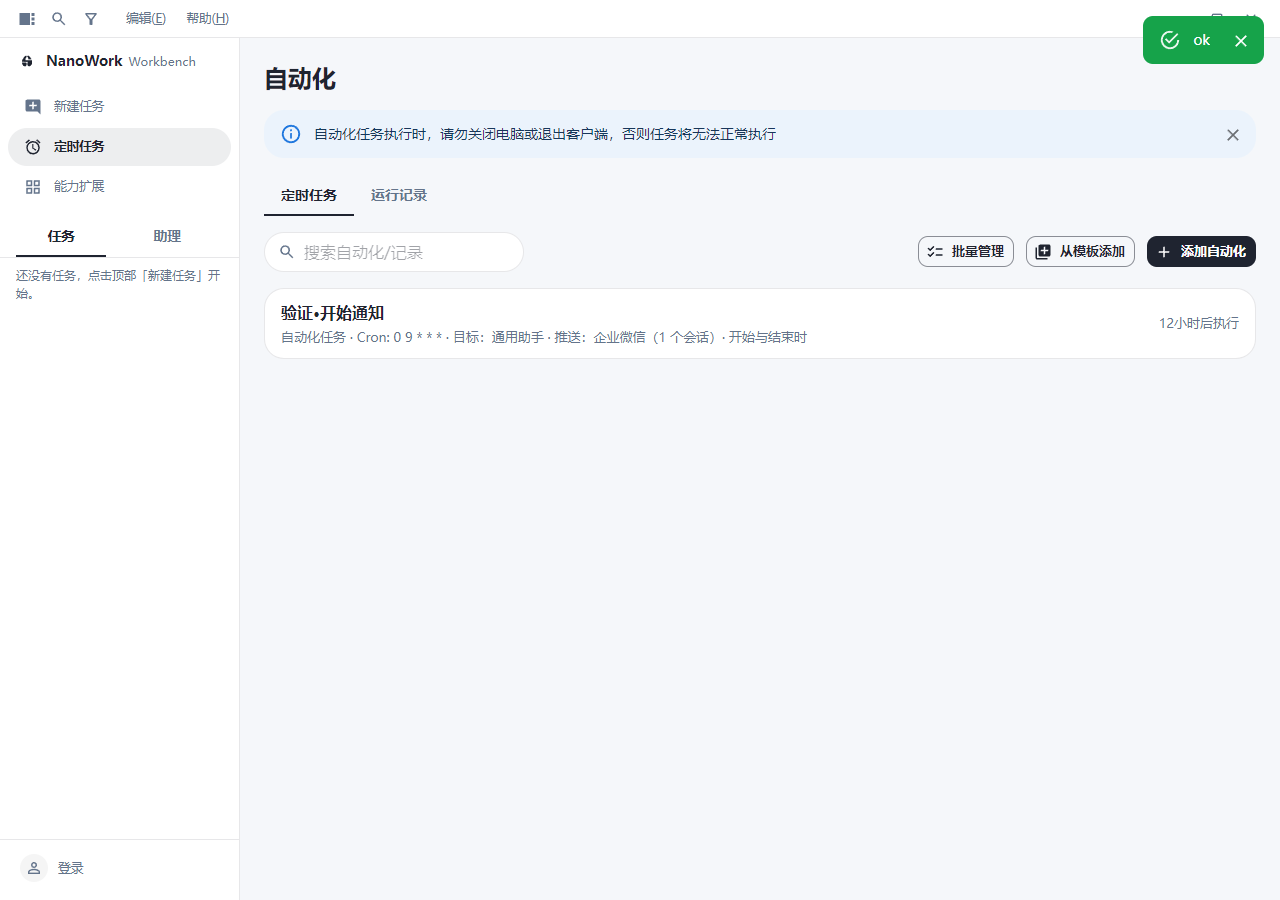 编辑(E) 帮助(H)
ok
NanoWork Workbench
新建任务
定时任务
能力扩展
任务 助理
还没有任务，点击顶部「新建任务」开
始。
登录
自动化
自动化任务执行时，请勿关闭电脑或退出客户端，否则任务将无法正常执行
定时任务 运行记录
搜索自动化/记录
批量管理 从模板添加 添加自动化
验证•开始通知
自动化任务 · Cron: 0 9 * * * · 目标：通用助手 · 推送：企业微信（1 个会话）· 开始与结束时
12小时后执行